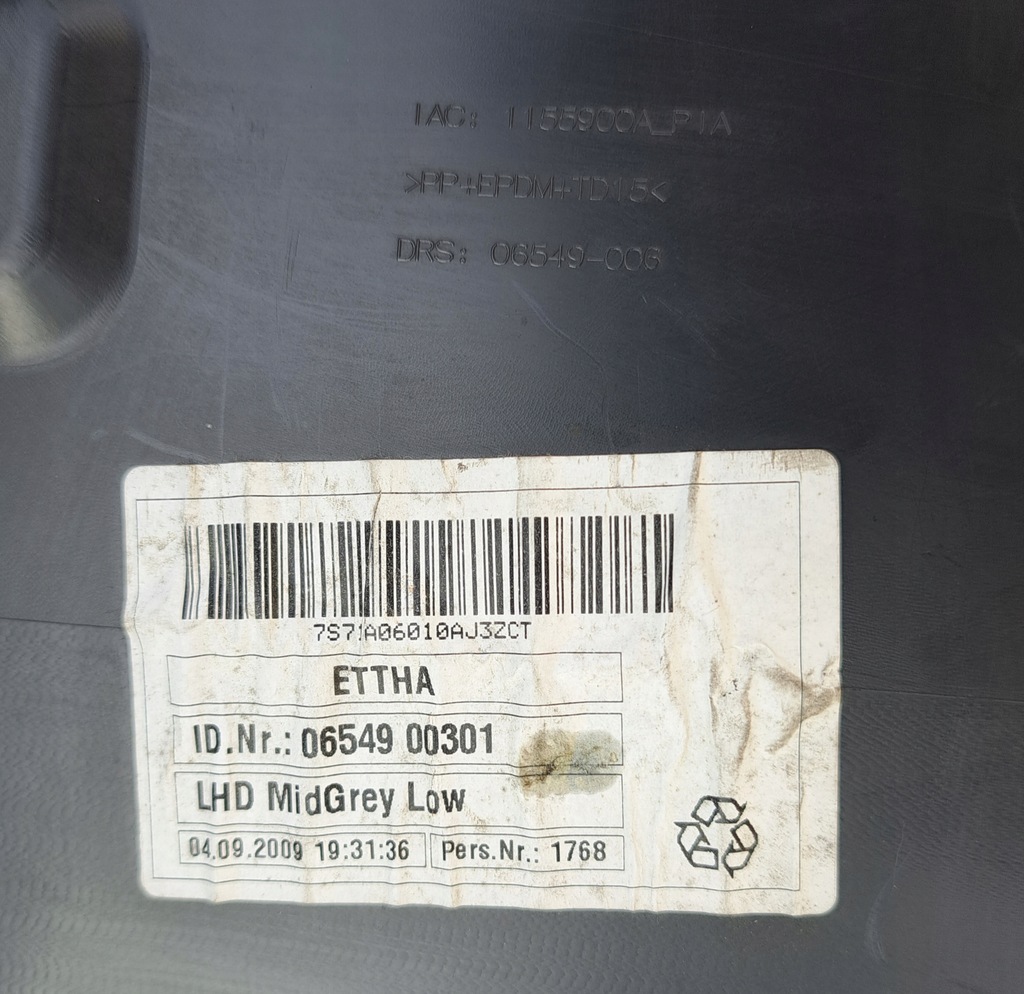 IAC: 1155900A_P1A
>PP+EPDM+TD15<
DRS: 06549-006
7S71A06010AJ3ZCT
ETTHA
ID.Nr.: 06549 00301
LHD MidGrey Low
04.09.2009 19:31:36 Pers.Nr.: 1768